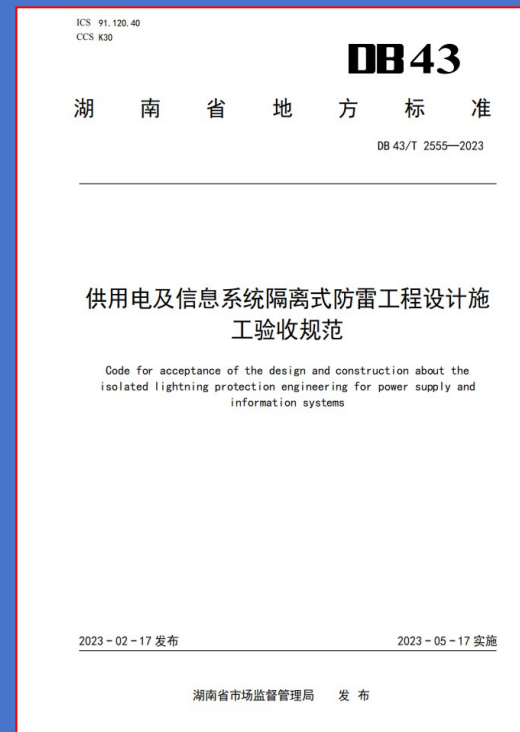 ICS 91.120.40
CCS K30
DB 43
湖南省地方标准
DB 43/T 2555—2023
供用电及信息系统隔离式防雷工程设计施
工验收规范
Code for acceptance of the design and construction about the
isolated lightning protection engineering for power supply and
information systems
2023-02-17 发布 2023-05-17 实施
湖南省市场监督管理局 发 布